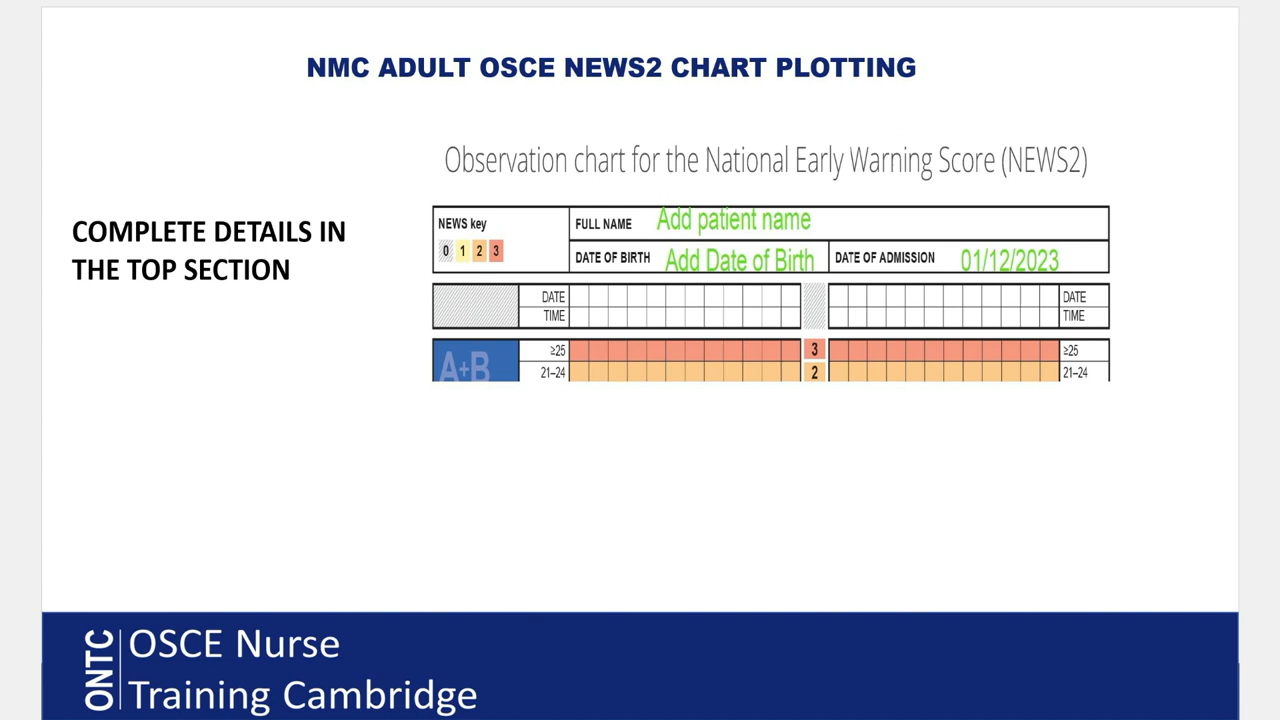 NMC ADULT OSCE NEWS2 CHART PLOTTING
Observation chart for the National Early Warning Score (NEWS2)
COMPLETE DETAILS IN
THE TOP SECTION
NEWS key
0 1 2 3
FULL NAME Add patient name
DATE OF BIRTH Add Date of Birth DATE OF ADMISSION 01/12/2023
DATE DATE
TIME TIME
A+B
≥25 3 ≥25
21–24 2 21–24
ONTC
OSCE Nurse
Training Cambridge